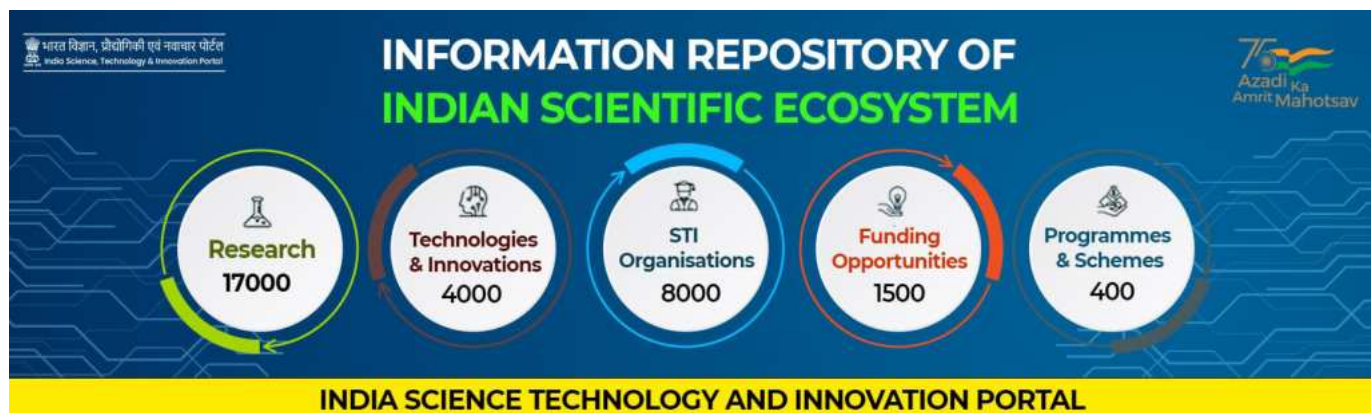 भारत विज्ञान, प्रौद्योगिकी एवं नवाचार पोर्टल
India Science, Technology & Innovation Portal
INFORMATION REPOSITORY OF
INDIAN SCIENTIFIC ECOSYSTEM
75
Azadi Ka
Amrit Mahotsav
Research
17000
Technologies
& Innovations
4000
STI
Organisations
8000
Funding
Opportunities
1500
Programmes
& Schemes
400
INDIA SCIENCE TECHNOLOGY AND INNOVATION PORTAL